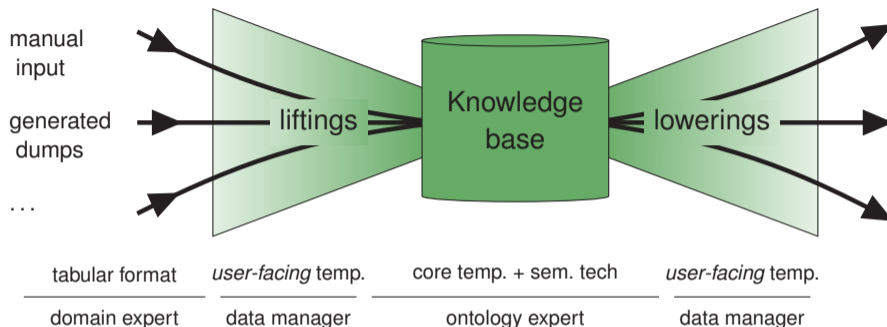 manual
input
generated
dumps
...
liftings
Knowledge
base
lowerings
tabular format
user-facing temp.
core temp. + sem. tech
user-facing temp.
domain expert
data manager
ontology expert
data manager